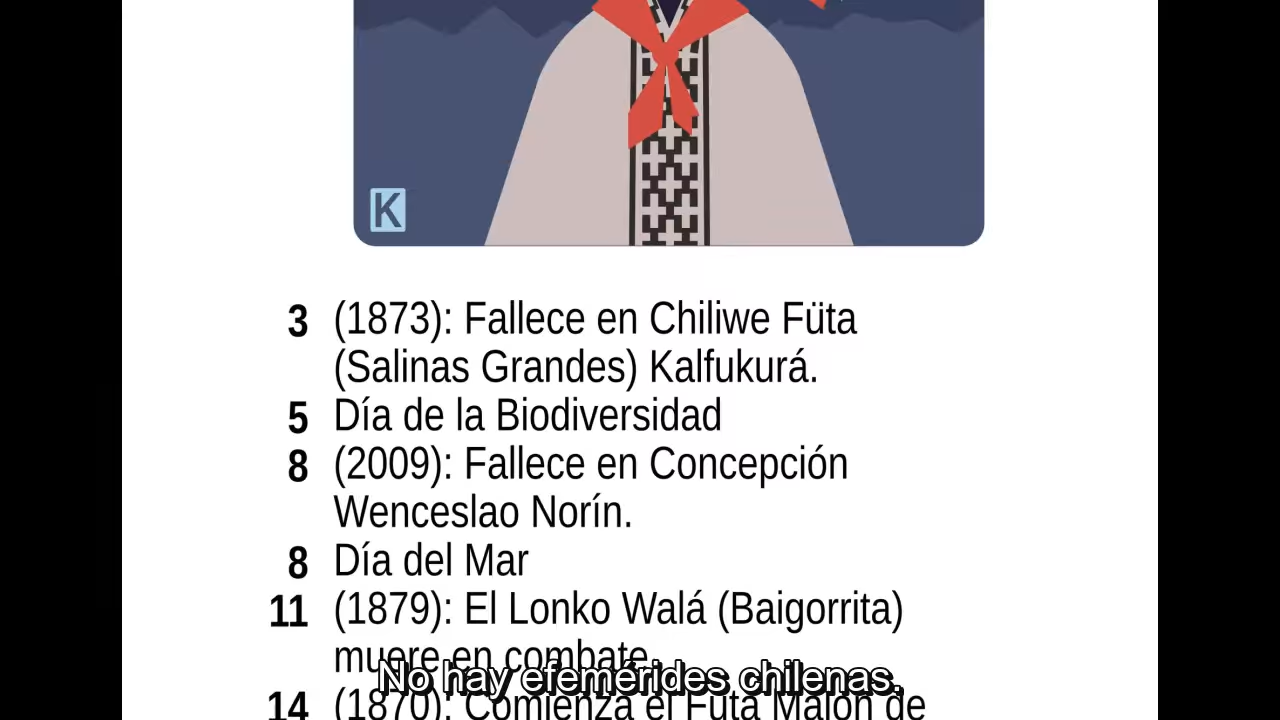 K
3 (1873): Fallece en Chiliwe Füta
(Salinas Grandes) Kalfukurá.
5 Día de la Biodiversidad
8 (2009): Fallece en Concepción
Wenceslao Norín.
8 Día del Mar
11 (1879): El Lonko Walá (Baigorrita)
muere en combate.
No hay efemérides chilenas.
14 (1870): Comienza el Futa Malón de